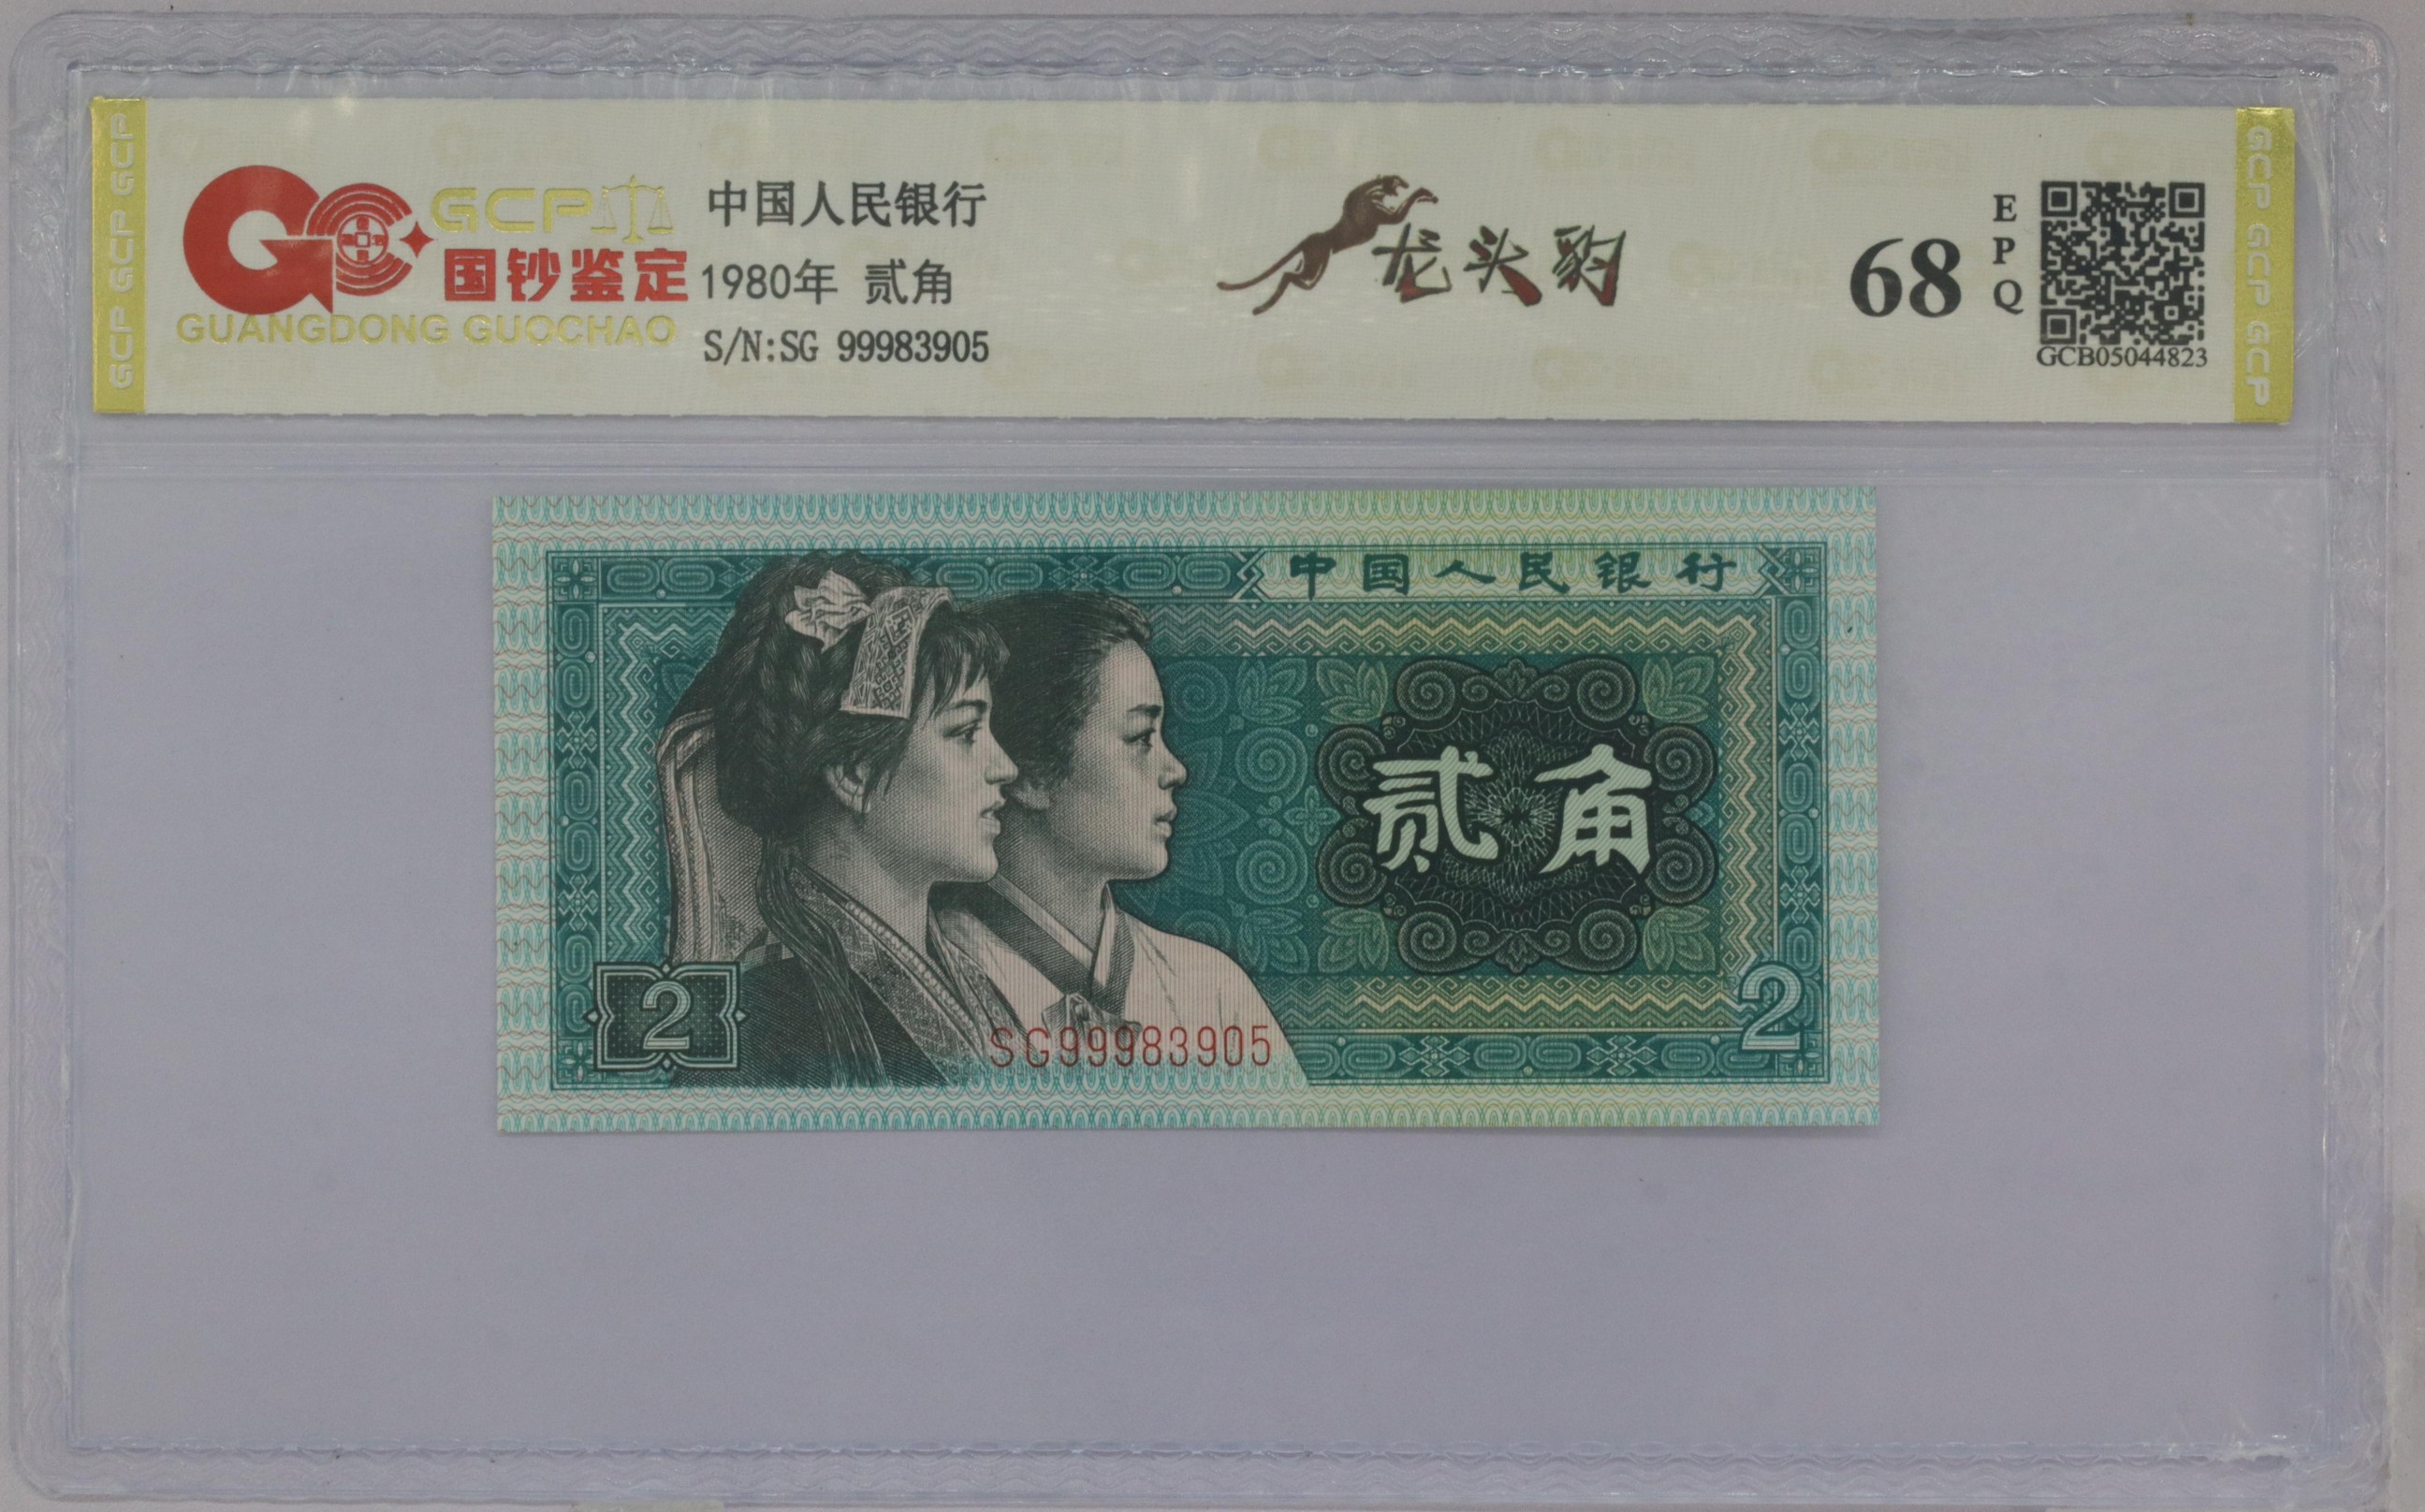 GCP GCP GCP
GCP
国钞鉴定
GUANGDONG GUOCHAO
中国人民银行
1980年 贰角
S/N:SG 99983905
龙头豹
68
EPQ
GCB05044823
GCP GCP GCP
中国人民银行
贰角
2
SG99983905
2